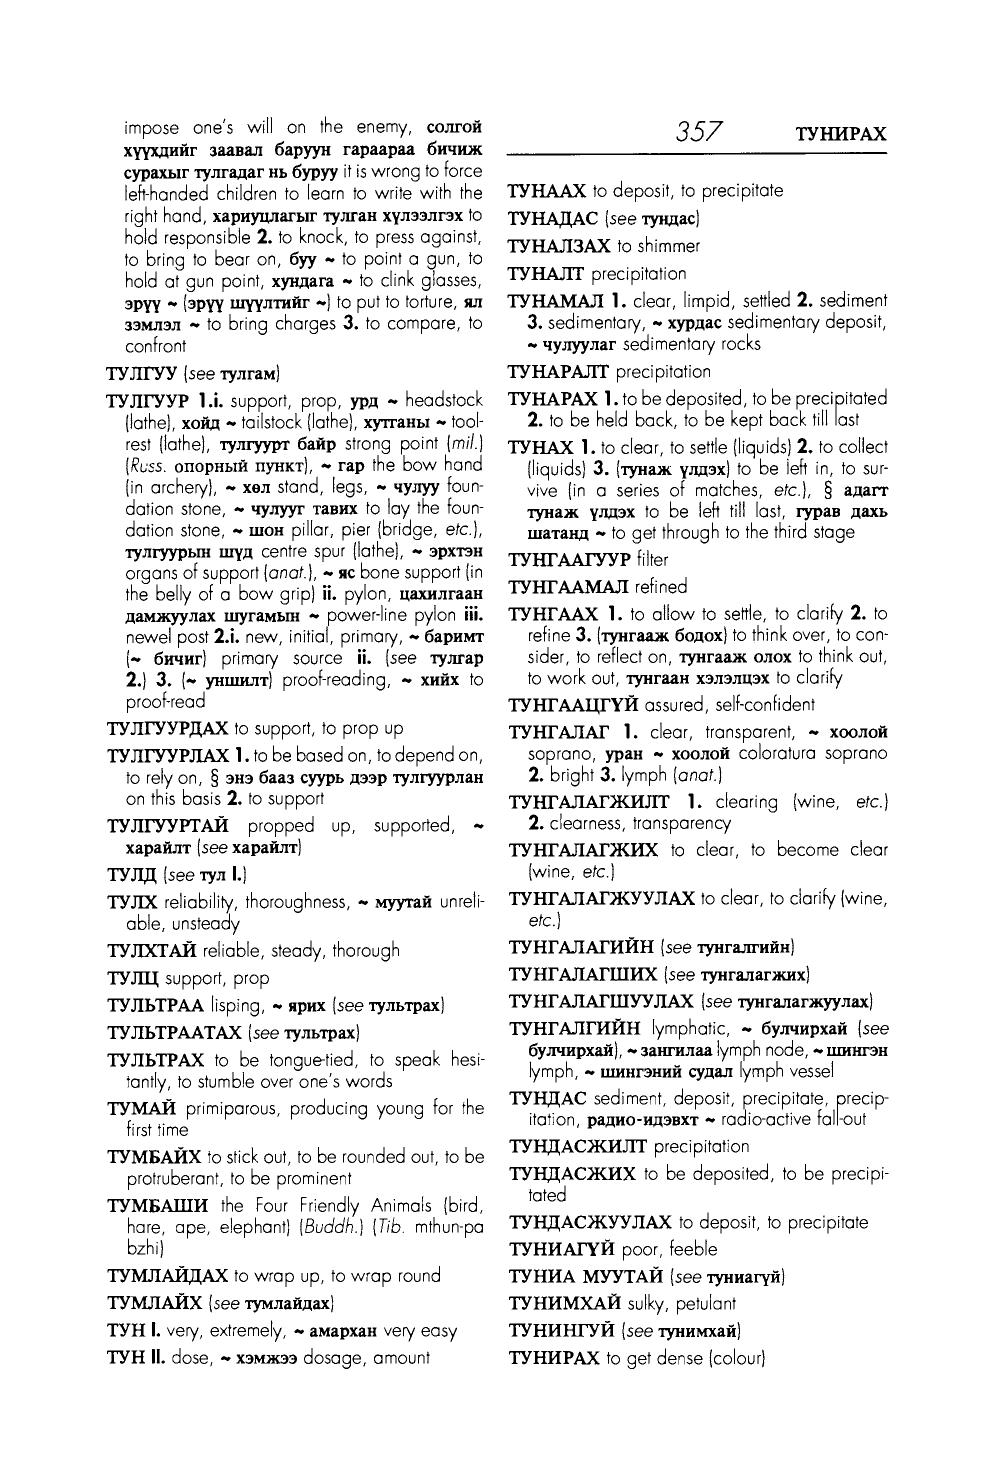 impose one's will on the enemy, солгой
хүүхдийг заавал баруун гараараа бичиж
сурахыг тулгадаг нь буруу it is wrong to force
left-handed children to learn to write with the
right hand, хариуцлагыг тулган хүлээлгэх to
hold responsible 2. to knock, to press against,
to bring to bear on, буу ~ to point a gun, to
hold at gun point, хундага ~ to clink glasses,
эрүү ~ (эрүү шүүлтийг ~) to put to torture, ял
зэмлэл ~ to bring charges 3. to compare, to
confront
ТУЛГУУ (see тулгам)
ТУЛГУУР 1.i. support, prop, урд ~ headstock
(lathe), хойд ~ tailstock (lathe), хутганы ~ tool-
rest (lathe), тулгуурт байр strong point (mil.)
(Russ. опорный пункт), ~ гар the bow hand
(in archery), ~ хөл stand, legs, ~ чулуу foun-
dation stone, ~ чулууг тавих to lay the foun-
dation stone, ~ шон pillar, pier (bridge, etc.),
тулгуурын шүд centre spur (lathe), ~ эрхтэн
organs of support (anat.), ~ яс bone support (in
the belly of a bow grip) ii. pylon, цахилгаан
дамжуулах шугамын ~ power-line pylon iii.
newel post 2.i. new, initial, primary, ~ баримт
(~ бичиг) primary source ii. (see тулгар
2.) 3. (~ уншилт) proof-reading, ~ хийх to
proof-read
ТУЛГУУРДАХ to support, to prop up
ТУЛГУУРЛАХ 1. to be based on, to depend on,
to rely on, § энэ бааз суурь дээр тулгуурлан
on this basis 2. to support
ТУЛГУУРТАЙ propped up, supported, ~
харайлт (see харайлт)
ТУЛД (see тул I.)
ТУЛХ reliability, thoroughness, ~ муутай unreli-
able, unsteady
ТУЛХТАЙ reliable, steady, thorough
ТУЛЦ support, prop
ТУЛЬТРАА lisping, ~ ярих (see тультрах)
ТУЛЬТРААТАХ (see тультрах)
ТУЛЬТРАХ to be tongue-tied, to speak hesi-
tantly, to stumble over one's words
ТУМАЙ primiparous, producing young for the
first time
ТУМБАЙХ to stick out, to be rounded out, to be
protruberant, to be prominent
ТУМБАШИ the Four Friendly Animals (bird,
hare, ape, elephant) (Buddh.) (Tib. mthun-pa
bzhi)
ТУМЛАЙДАХ to wrap up, to wrap round
ТУМЛАЙХ (see тумлайдах)
ТУН I. very, extremely, ~ амархан very easy
ТУН II. dose, ~ хэмжээ dosage, amount
357 ТУНИРАХ
ТУНААХ to deposit, to precipitate
ТУНАДАС (see тундас)
ТУНАЛЗАХ to shimmer
ТУНАЛТ precipitation
ТУНАМАЛ 1. clear, limpid, settled 2. sediment
3. sedimentary, ~ хурдас sedimentary deposit,
~ чулуулаг sedimentary rocks
ТУНАРАЛТ precipitation
ТУНАРАХ 1. to be deposited, to be precipitated
2. to be held back, to be kept back till last
ТУНАХ 1. to clear, to settle (liquids) 2. to collect
(liquids) 3. (тунаж үлдэх) to be left in, to sur-
vive (in a series of matches, etc.), § адагт
тунаж үлдэх to be left till last, гурав дахь
шатанд ~ to get through to the third stage
ТУНГААГУУР filter
ТУНГААМАЛ refined
ТУНГААХ 1. to allow to settle, to clarify 2. to
refine 3. (тунгааж бодох) to think over, to con-
sider, to reflect on, тунгааж олох to think out,
to work out, тунгаан хэлэлцэх to clarify
ТУНГААЦГҮЙ assured, self-confident
ТУНГАЛАГ 1. clear, transparent, ~ хоолой
soprano, уран ~ хоолой coloratura soprano
2. bright 3. lymph (anat.)
ТУНГАЛАГЖИЛТ 1. clearing (wine, etc.)
2. clearness, transparency
ТУНГАЛАГЖИХ to clear, to become clear
(wine, etc.)
ТУНГАЛАГЖУУЛАХ to clear, to clarify (wine,
etc.)
ТУНГАЛАГИЙН (see тунгалгийн)
ТУНГАЛАГШИХ (see тунгалагжих)
ТУНГАЛАГШУУЛАХ (see тунгалагжуулах)
ТУНГАЛГИЙН lymphatic, ~ булчирхай (see
булчирхай), ~ зангилаа lymph node, ~ шингэн
lymph, ~ шингэний судал lymph vessel
ТУНДАС sediment, deposit, precipitate, precip-
itation, радио-идэвхт ~ radio-active fall-out
ТУНДАСЖИЛТ precipitation
ТУНДАСЖИХ to be deposited, to be precipi-
tated
ТУНДАСЖУУЛАХ to deposit, to precipitate
ТУНИАГҮЙ poor, feeble
ТУНИА МУУТАЙ (see туниагүй)
ТУНИМХАЙ sulky, petulant
ТУНИНГУЙ (see тунимхай)
ТУНИРАХ to get dense (colour)